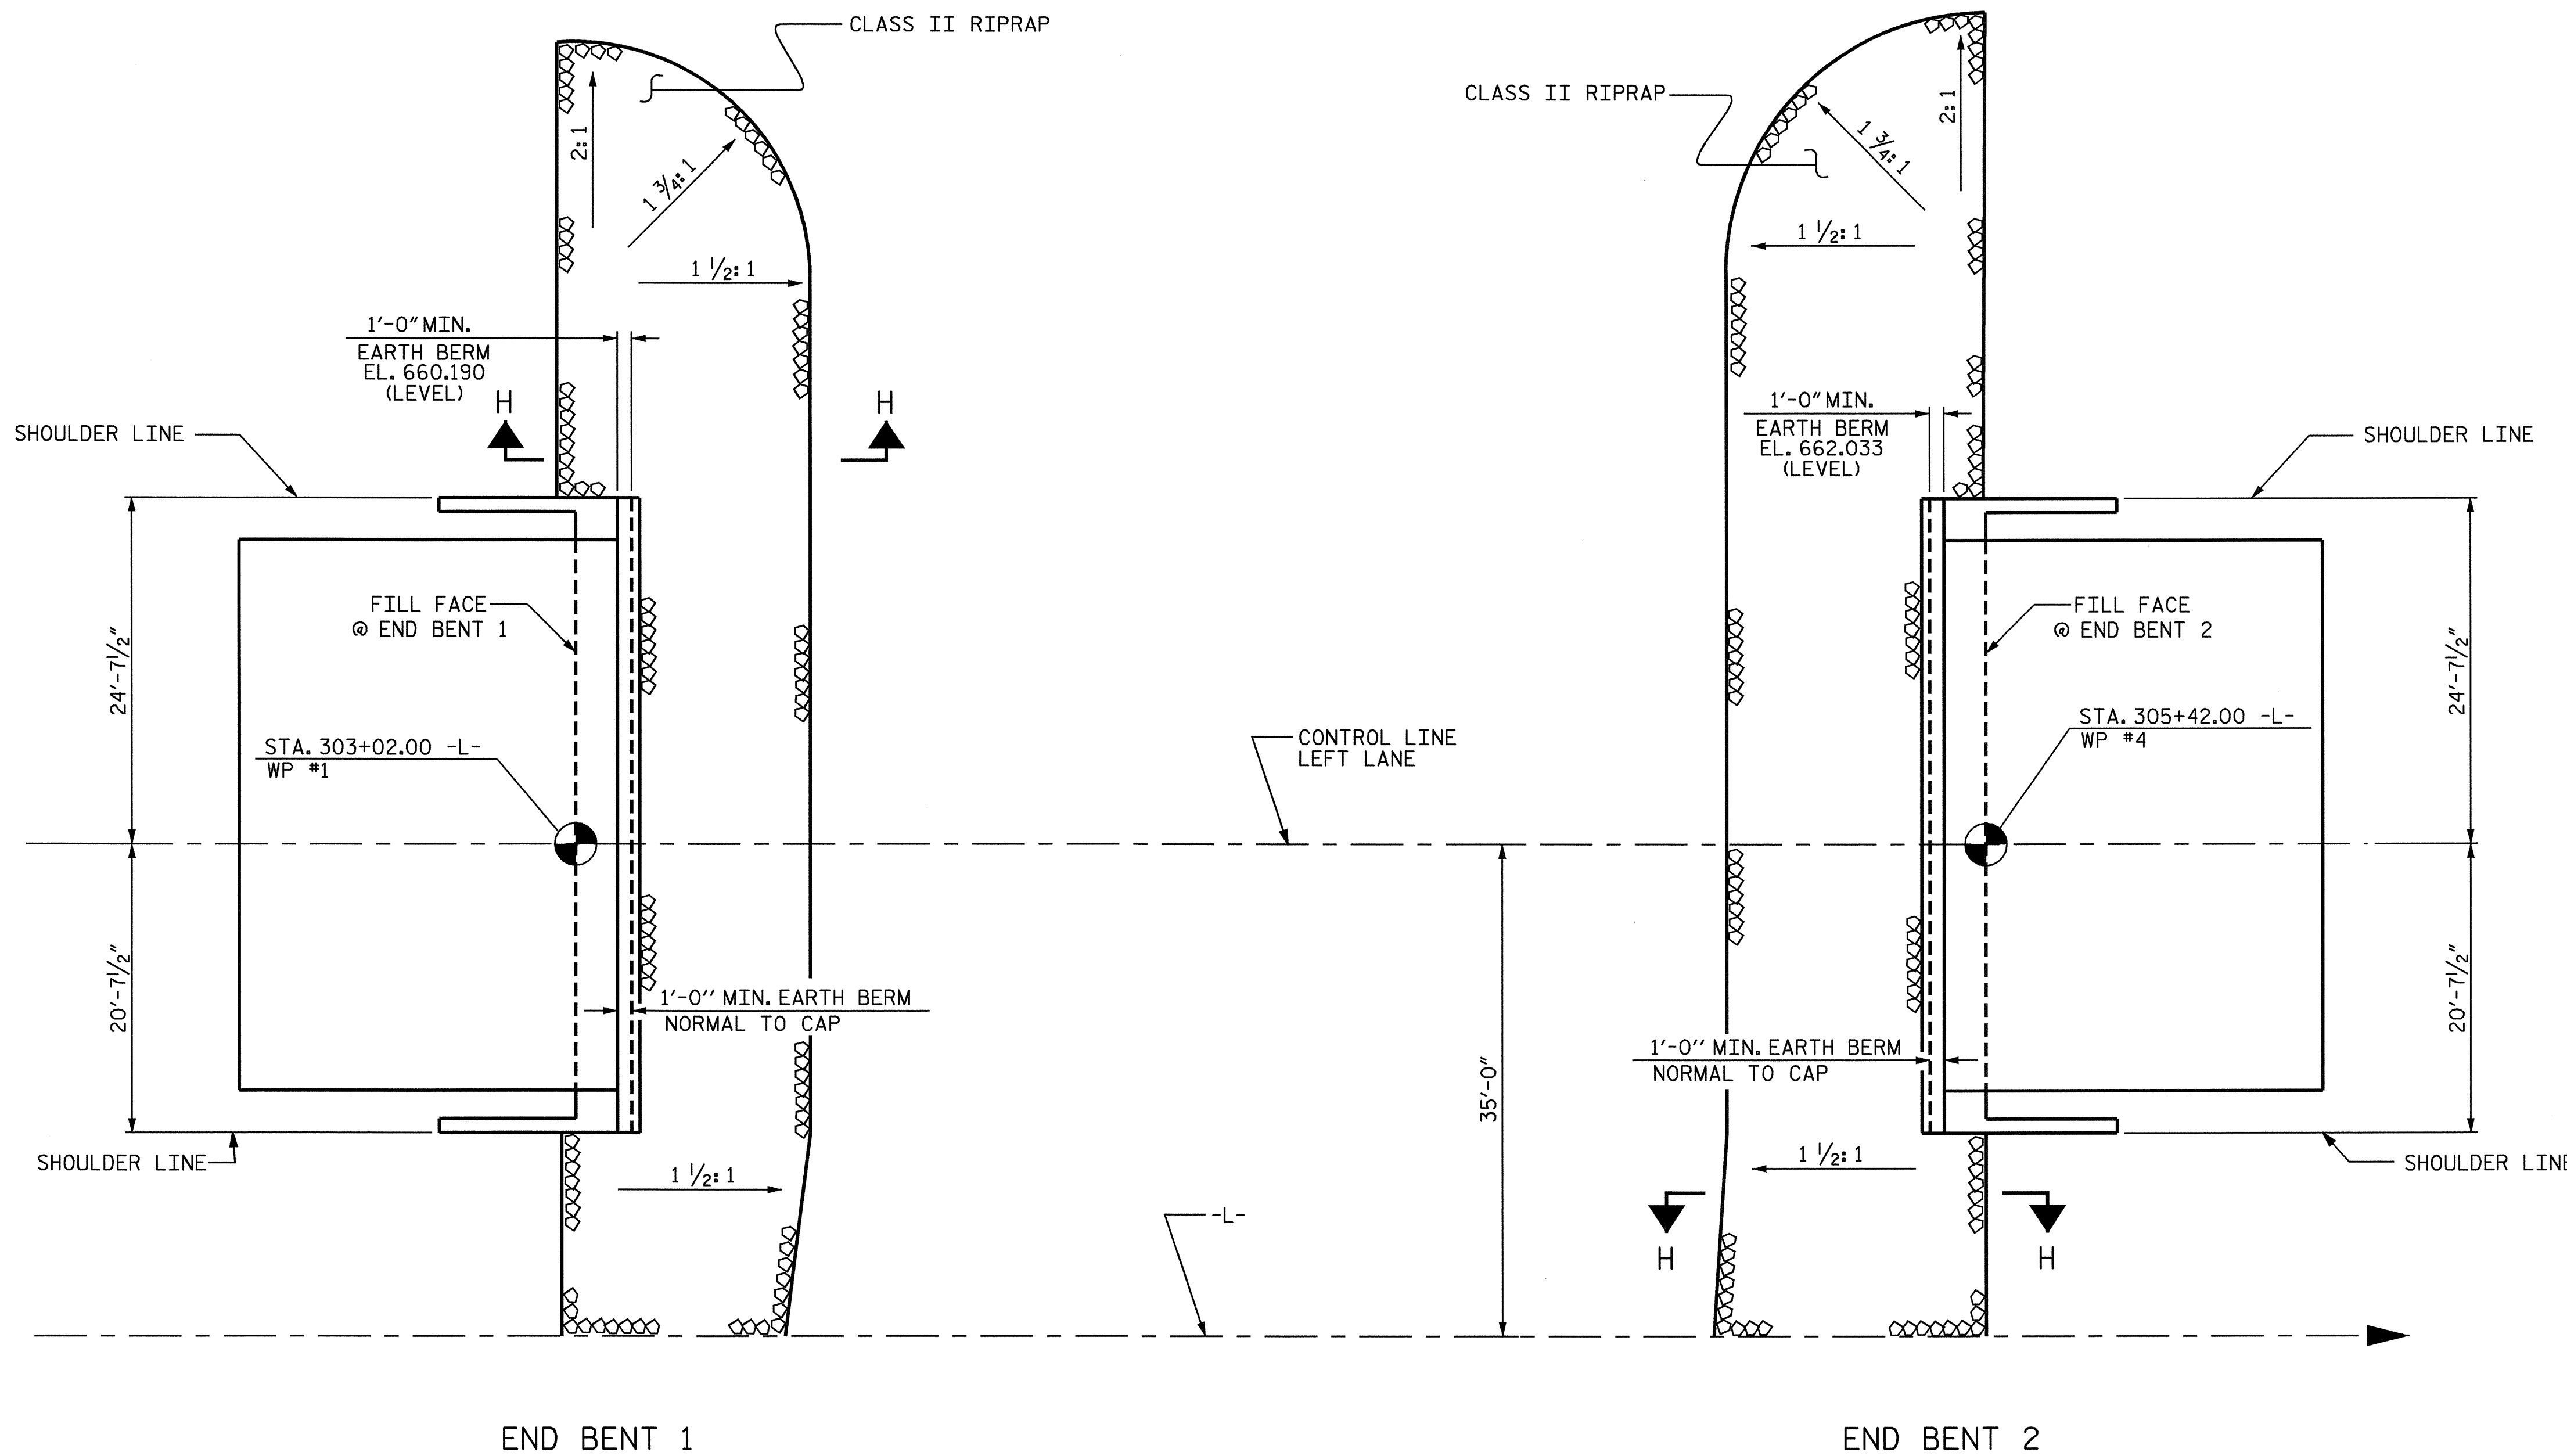 CLASS II RIPRAP
2:1
1 3/4:1
1 1/2:1
1'-0" MIN.
EARTH BERM
EL. 660.190
(LEVEL)
H
H
SHOULDER LINE
24'-7 1/2"
FILL FACE
@ END BENT 1
STA. 303+02.00 -L-
WP #1
20'-7 1/2"
1'-0'' MIN. EARTH BERM
NORMAL TO CAP
SHOULDER LINE
1 1/2:1
END BENT 1
CONTROL LINE
LEFT LANE
35'-0"
-L-
CLASS II RIPRAP
2:1
1 3/4:1
1 1/2:1
1'-0" MIN.
EARTH BERM
EL. 662.033
(LEVEL)
SHOULDER LINE
24'-7 1/2"
FILL FACE
@ END BENT 2
STA. 305+42.00 -L-
WP #4
20'-7 1/2"
1'-0'' MIN. EARTH BERM
NORMAL TO CAP
1 1/2:1
SHOULDER LINE
H
H
END BENT 2